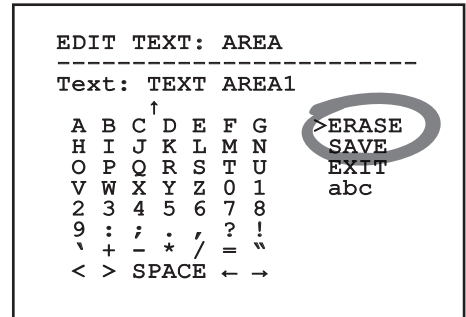 EDIT TEXT: AREA
------------------------
Text: TEXT AREA1
↑
A B C D E F G >ERASE
H I J K L M N SAVE
O P Q R S T U EXIT
V W X Y Z 0 1 abc
2 3 4 5 6 7 8
9 : ; . , ? !
‵ + - * / = ‶
< > SPACE ← →